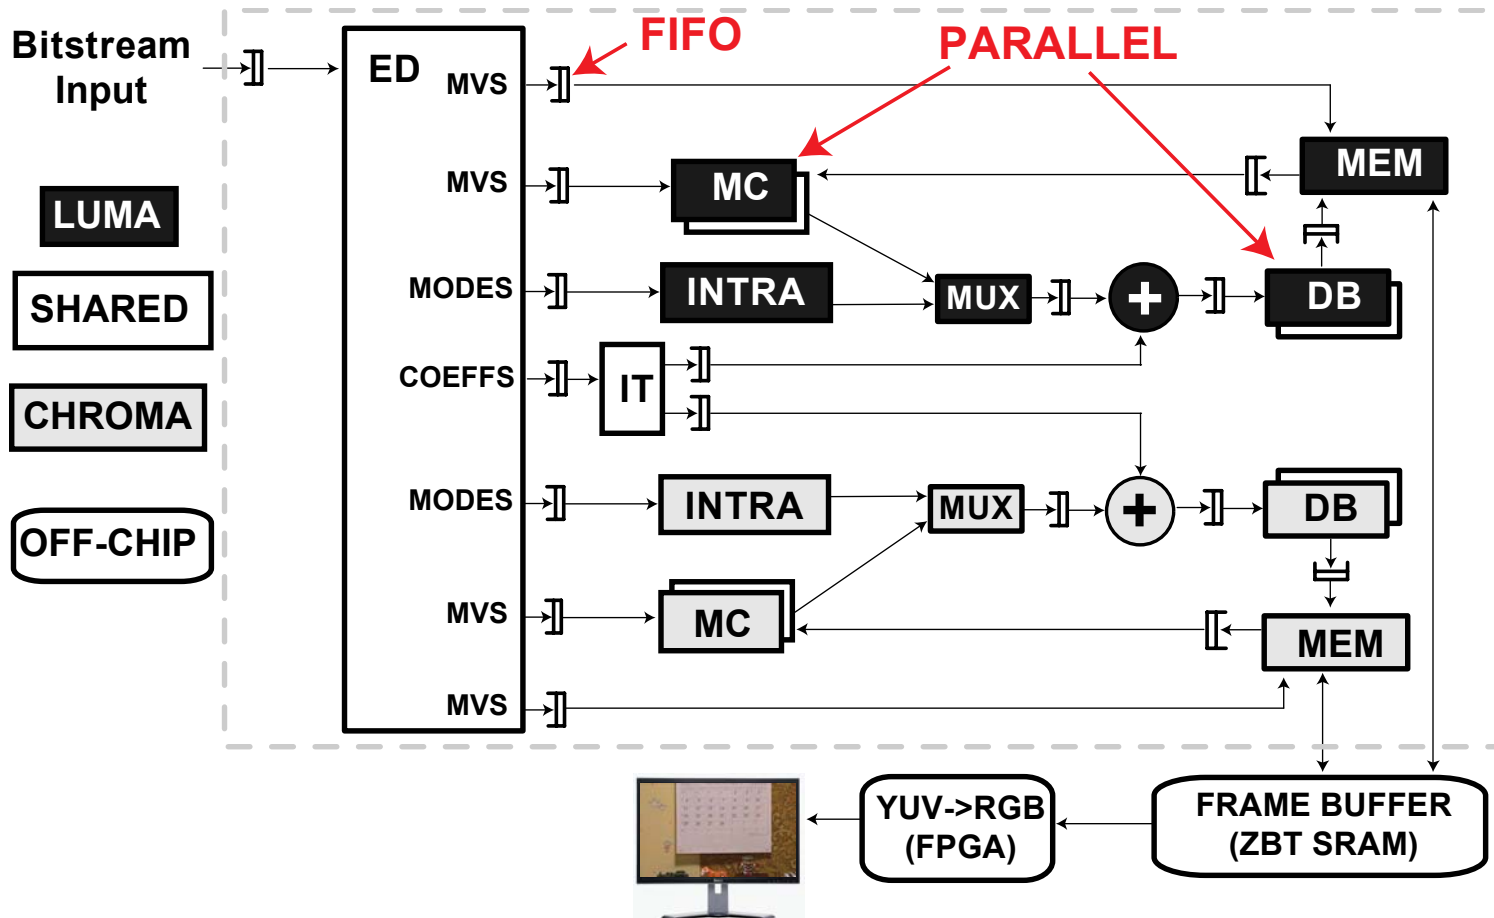 Bitstream
Input
ED
FIFO
PARALLEL
MVS
MVS
MC
MEM
LUMA
SHARED
CHROMA
OFF-CHIP
MODES
INTRA
MUX
+
DB
COEFFS
IT
MODES
INTRA
MUX
+
DB
MVS
MC
MEM
MVS
YUV->RGB
(FPGA)
FRAME BUFFER
(ZBT SRAM)